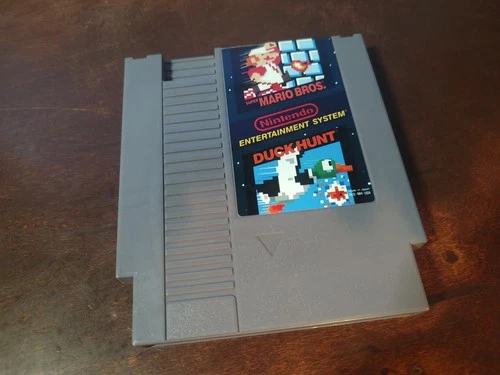 SUPER
MARIO BROS.
Nintendo
ENTERTAINMENT SYSTEM
DUCK HUNT